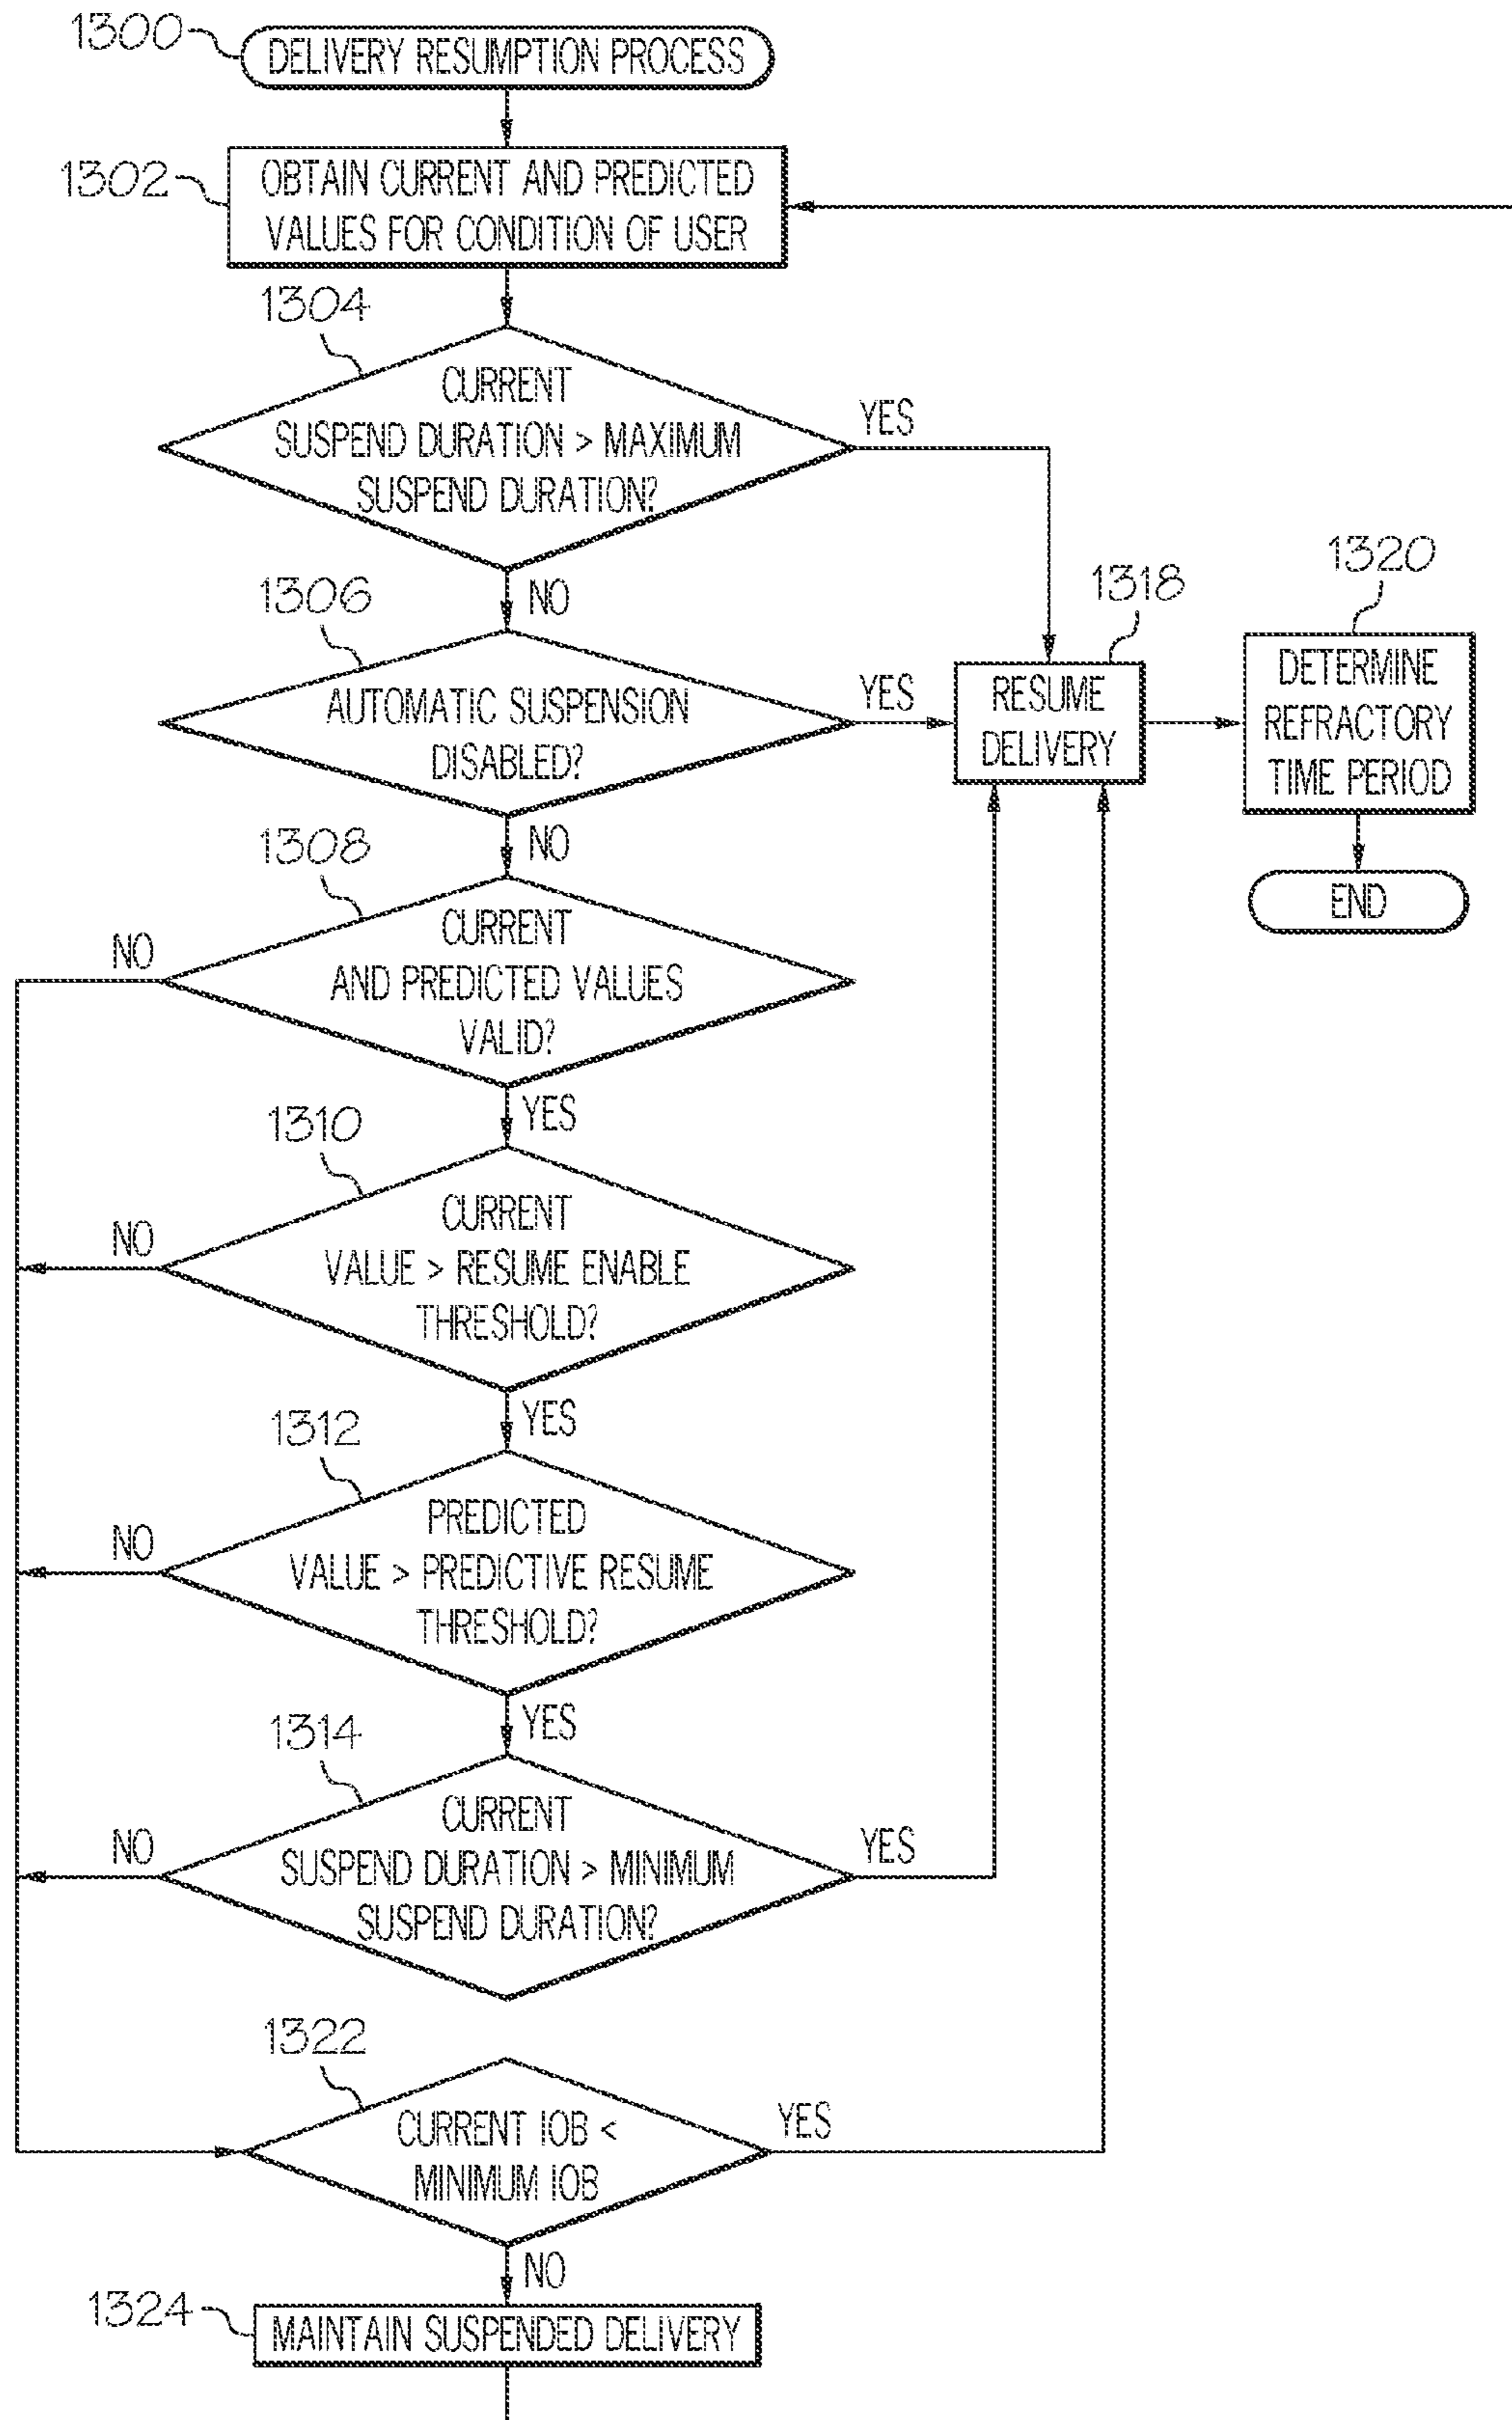 1300
DELIVERY RESUMPTION PROCESS
1302
OBTAIN CURRENT AND PREDICTED
VALUES FOR CONDITION OF USER
1304
CURRENT
SUSPEND DURATION > MAXIMUM
SUSPEND DURATION?
YES
NO
1306
AUTOMATIC SUSPENSION
DISABLED?
YES
NO
1318
RESUME
DELIVERY
1320
DETERMINE
REFRACTORY
TIME PERIOD
END
1308
CURRENT
AND PREDICTED VALUES
VALID?
NO
YES
1310
CURRENT
VALUE > RESUME ENABLE
THRESHOLD?
NO
YES
1312
PREDICTED
VALUE > PREDICTIVE RESUME
THRESHOLD?
NO
YES
1314
CURRENT
SUSPEND DURATION > MINIMUM
SUSPEND DURATION?
NO
YES
1322
CURRENT IOB <
MINIMUM IOB
YES
NO
1324
MAINTAIN SUSPENDED DELIVERY